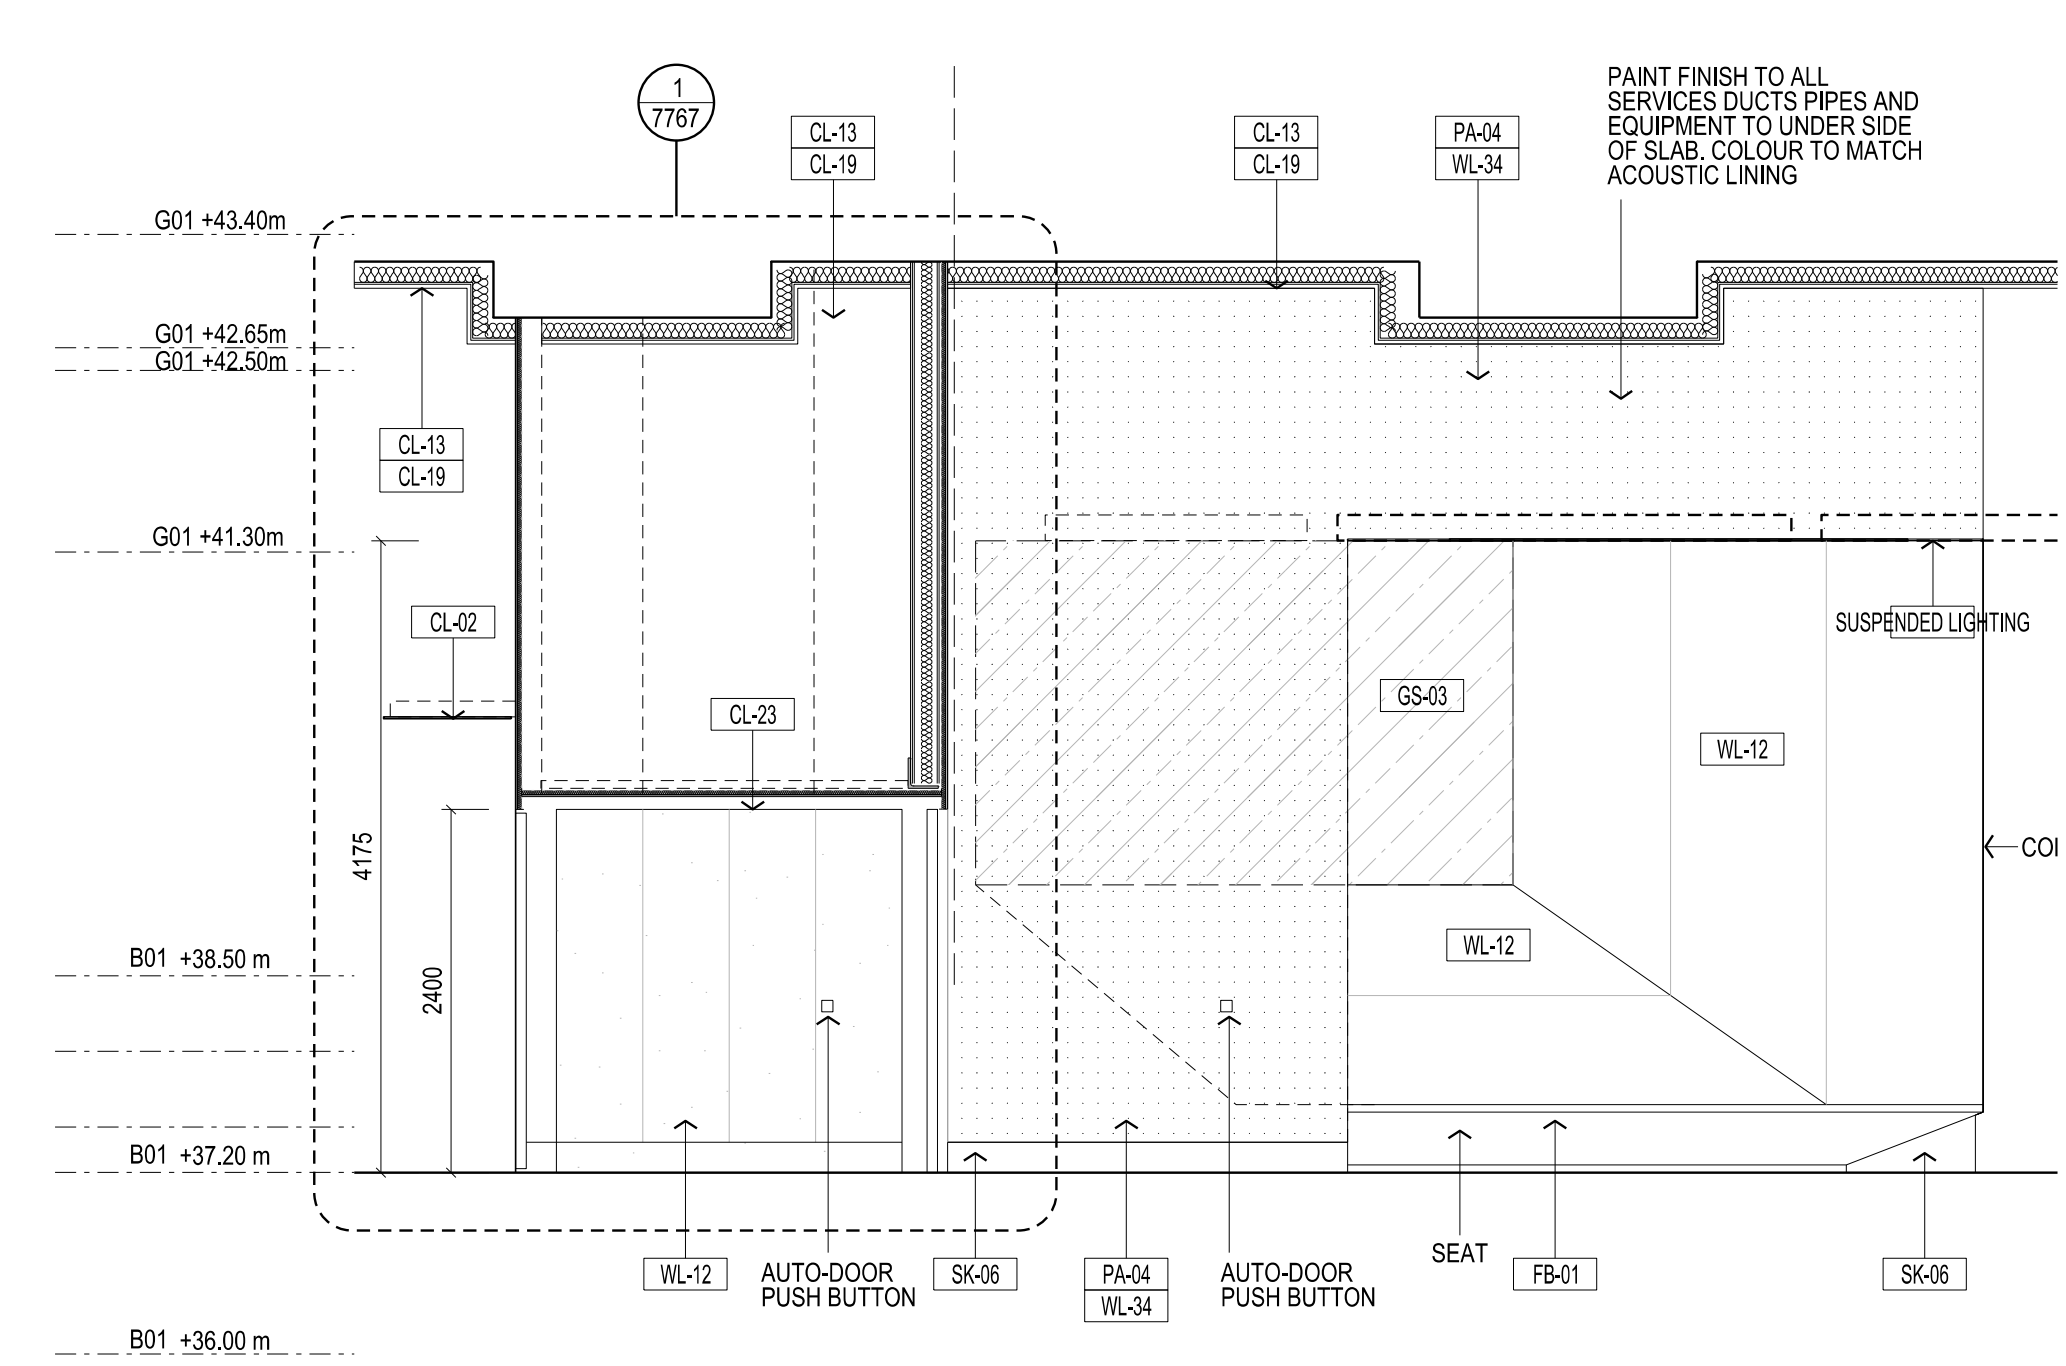 1
7767
CL-13
CL-19
CL-13
CL-19
PA-04
WL-34
PAINT FINISH TO ALL
SERVICES DUCTS PIPES AND
EQUIPMENT TO UNDER SIDE
OF SLAB. COLOUR TO MATCH
ACOUSTIC LINING
G01 +43.40m
G01 +42.65m
G01 +42.50m
CL-13
CL-19
G01 +41.30m
CL-02
SUSPENDED LIGHTING
GS-03
CL-23
WL-12
4175
COI
WL-12
B01 +38.50 m
2400
B01 +37.20 m
SEAT
WL-12
AUTO-DOOR
PUSH BUTTON
SK-06
PA-04
WL-34
AUTO-DOOR
PUSH BUTTON
FB-01
SK-06
B01 +36.00 m